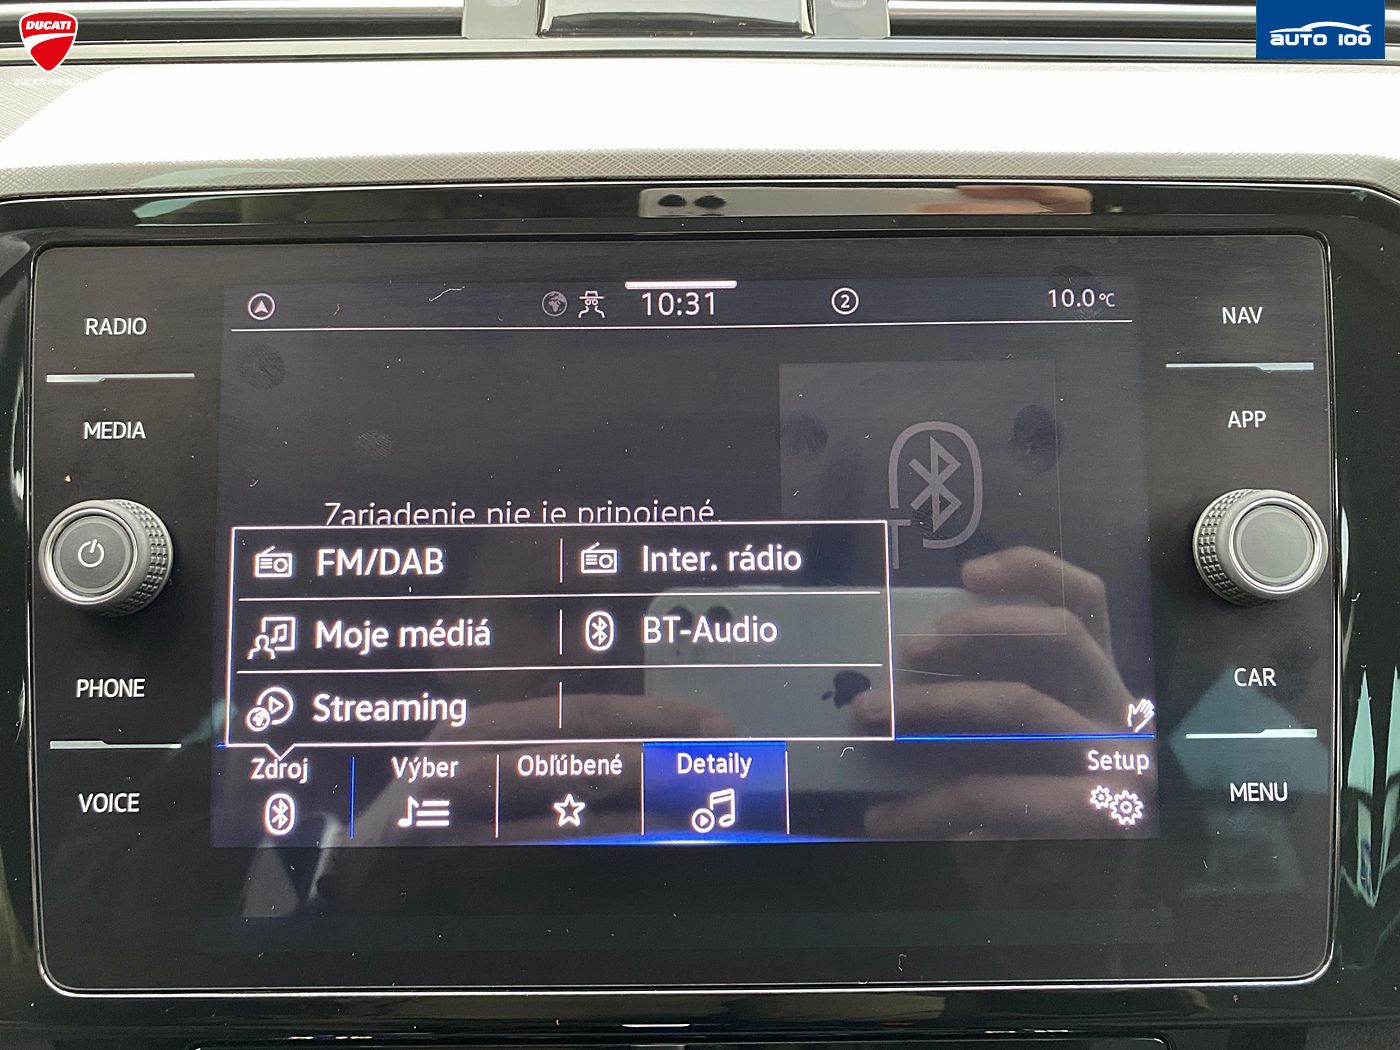 DUCATI
AUTO 100
RADIO
MEDIA
PHONE
VOICE
10:31
2
10.0°C
Zariadenie nie je pripojené.
FM/DAB
Inter. rádio
Moje médiá
BT-Audio
Streaming
Zdroj
Výber
Obľúbené
Detaily
Setup
NAV
APP
CAR
MENU